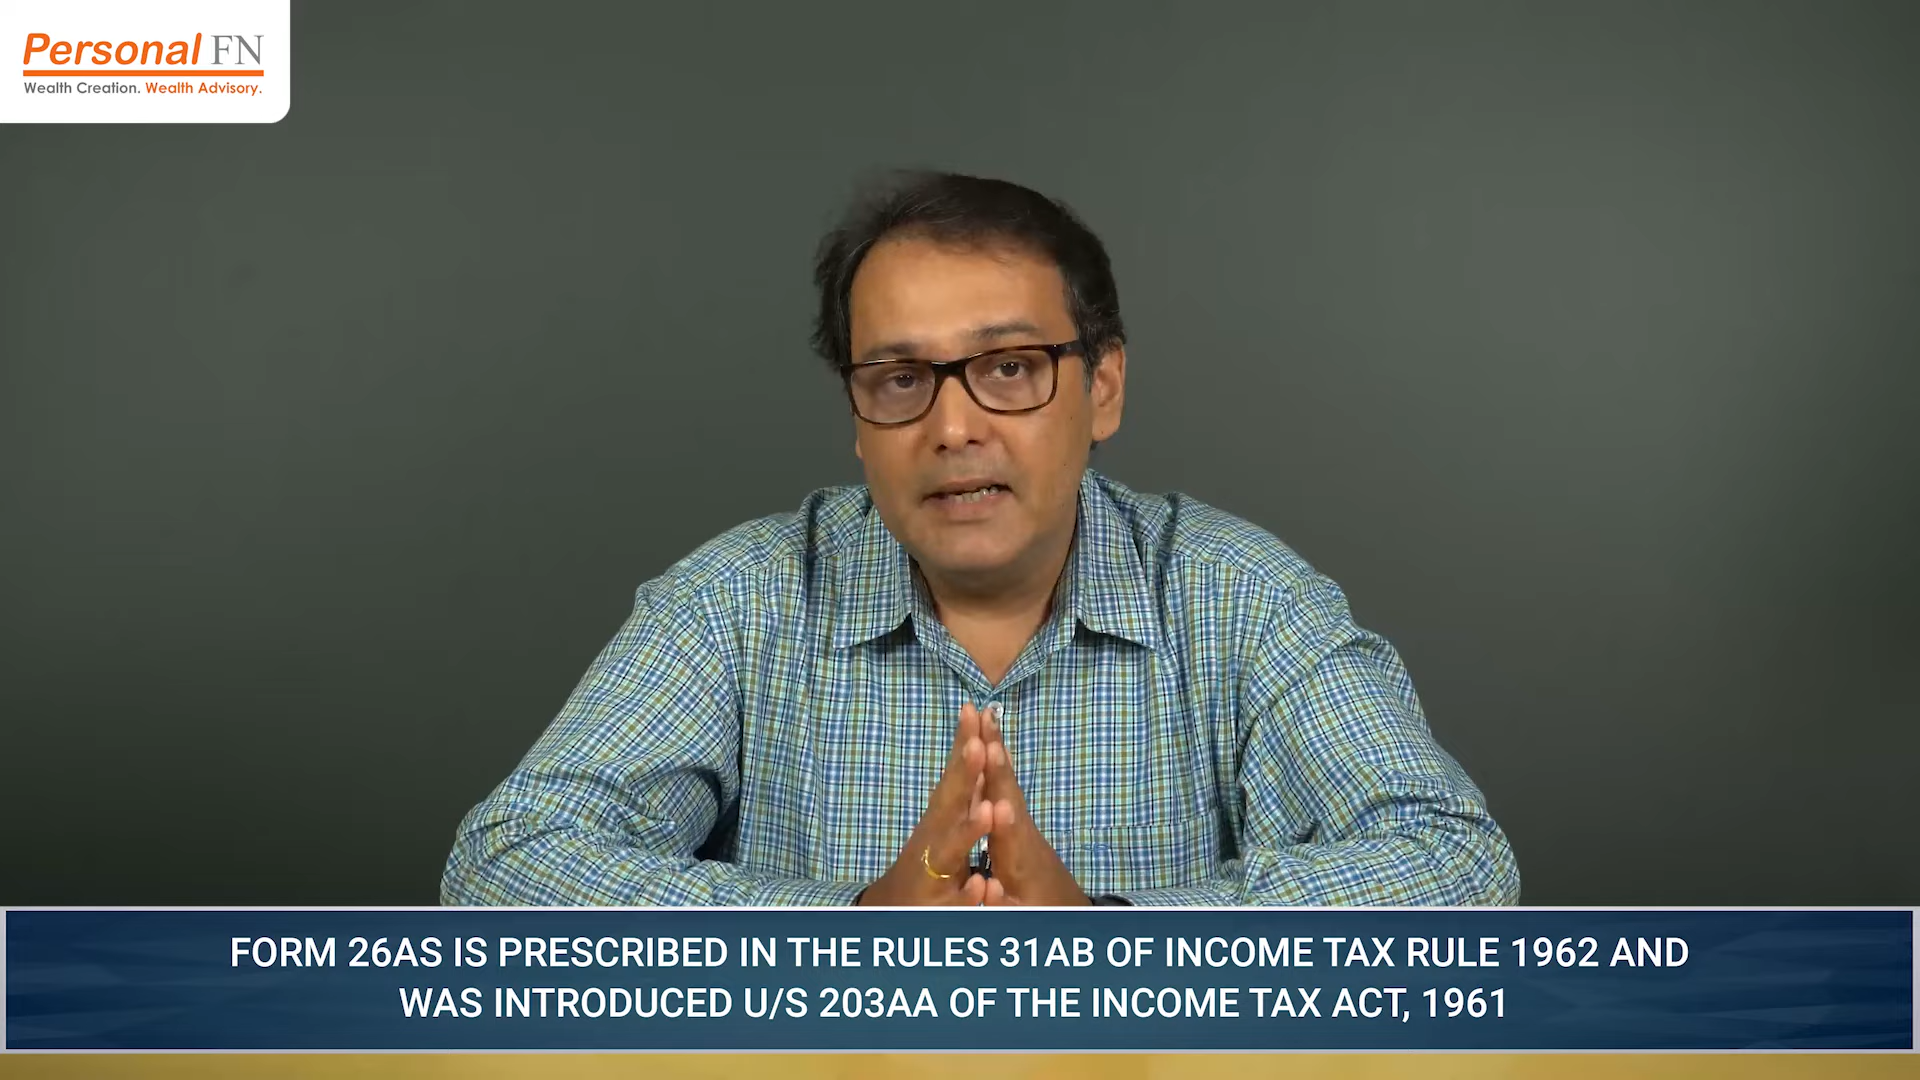 Personal FN
Wealth Creation. Wealth Advisory.
FORM 26AS IS PRESCRIBED IN THE RULES 31AB OF INCOME TAX RULE 1962 AND
WAS INTRODUCED U/S 203AA OF THE INCOME TAX ACT, 1961